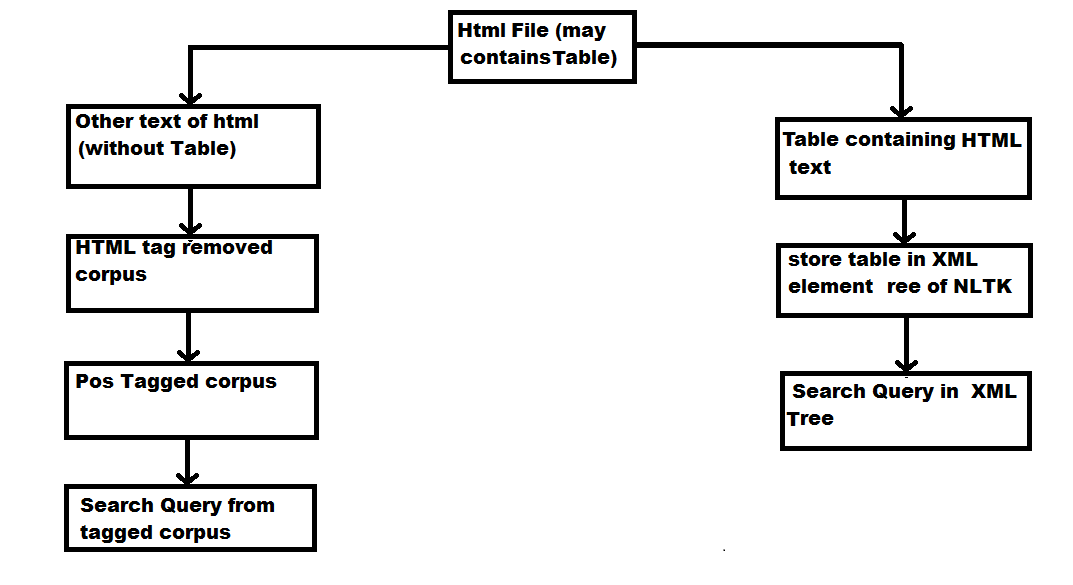 Html File (may
containsTable)
Other text of html
(without Table)
HTML tag removed
corpus
Pos Tagged corpus
Search Query from
tagged corpus
Table containing HTML
text
store table in XML
element ree of NLTK
Search Query in XML
Tree